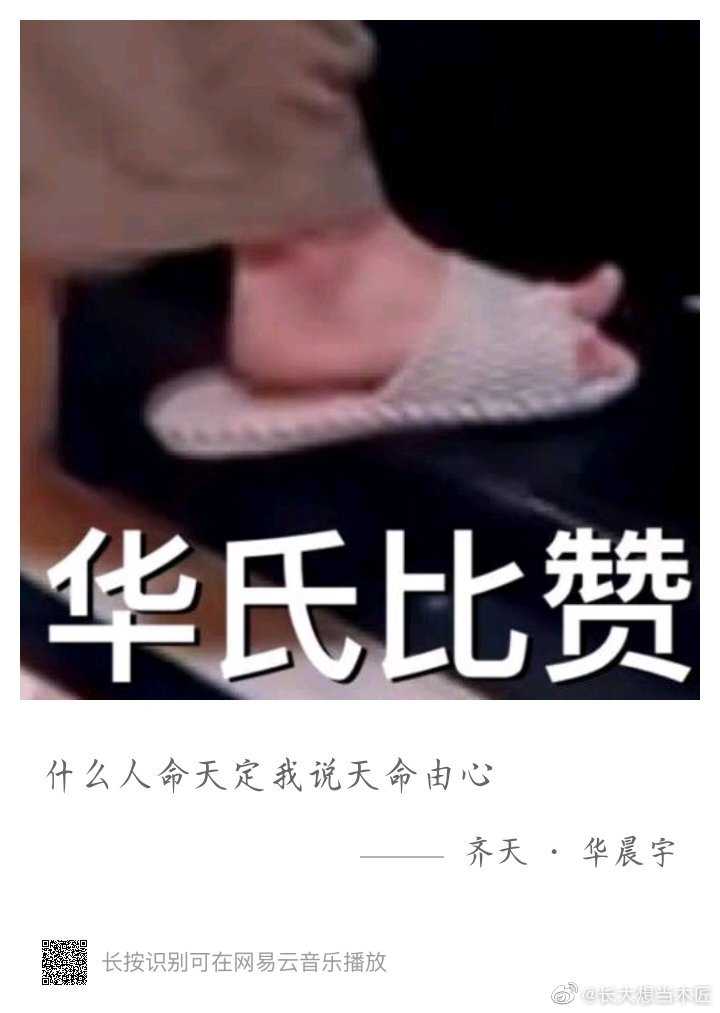 华氏比赞
什么人命天定我说天命由心
—— 齐天 · 华晨宇
长按识别可在网易云音乐播放
@长大想当木匠